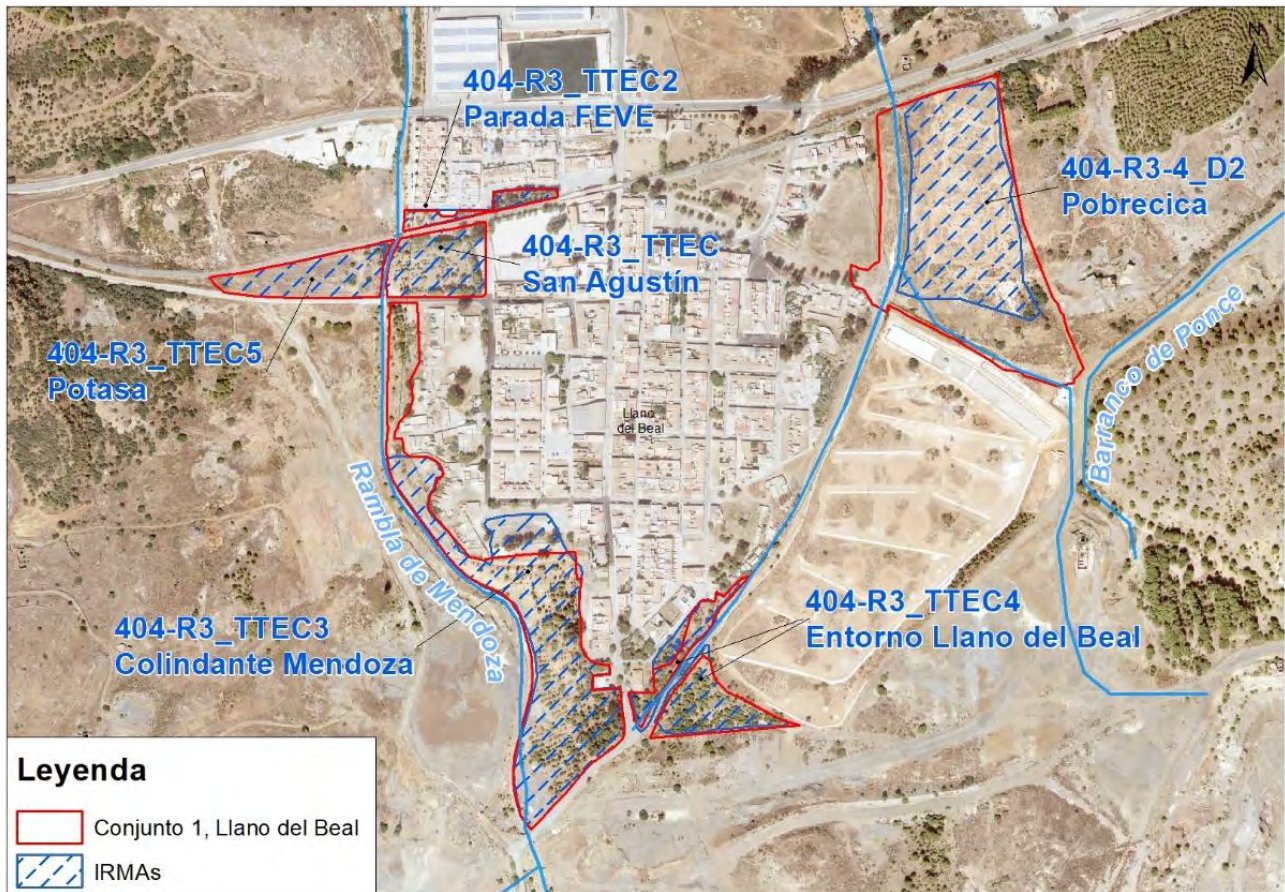 404-R3_TTEC2
Parada FEVE
404-R3-4_D2
Pobrecica
404-R3_TTEC
San Agustín
404-R3_TTEC5
Potasa
Barranco de Ponce
Llano
del Beal
Rambla de Mendoza
404-R3_TTEC4
Entorno Llano del Beal
404-R3_TTEC3
Colindante Mendoza
Leyenda
Conjunto 1, Llano del Beal
IRMAs